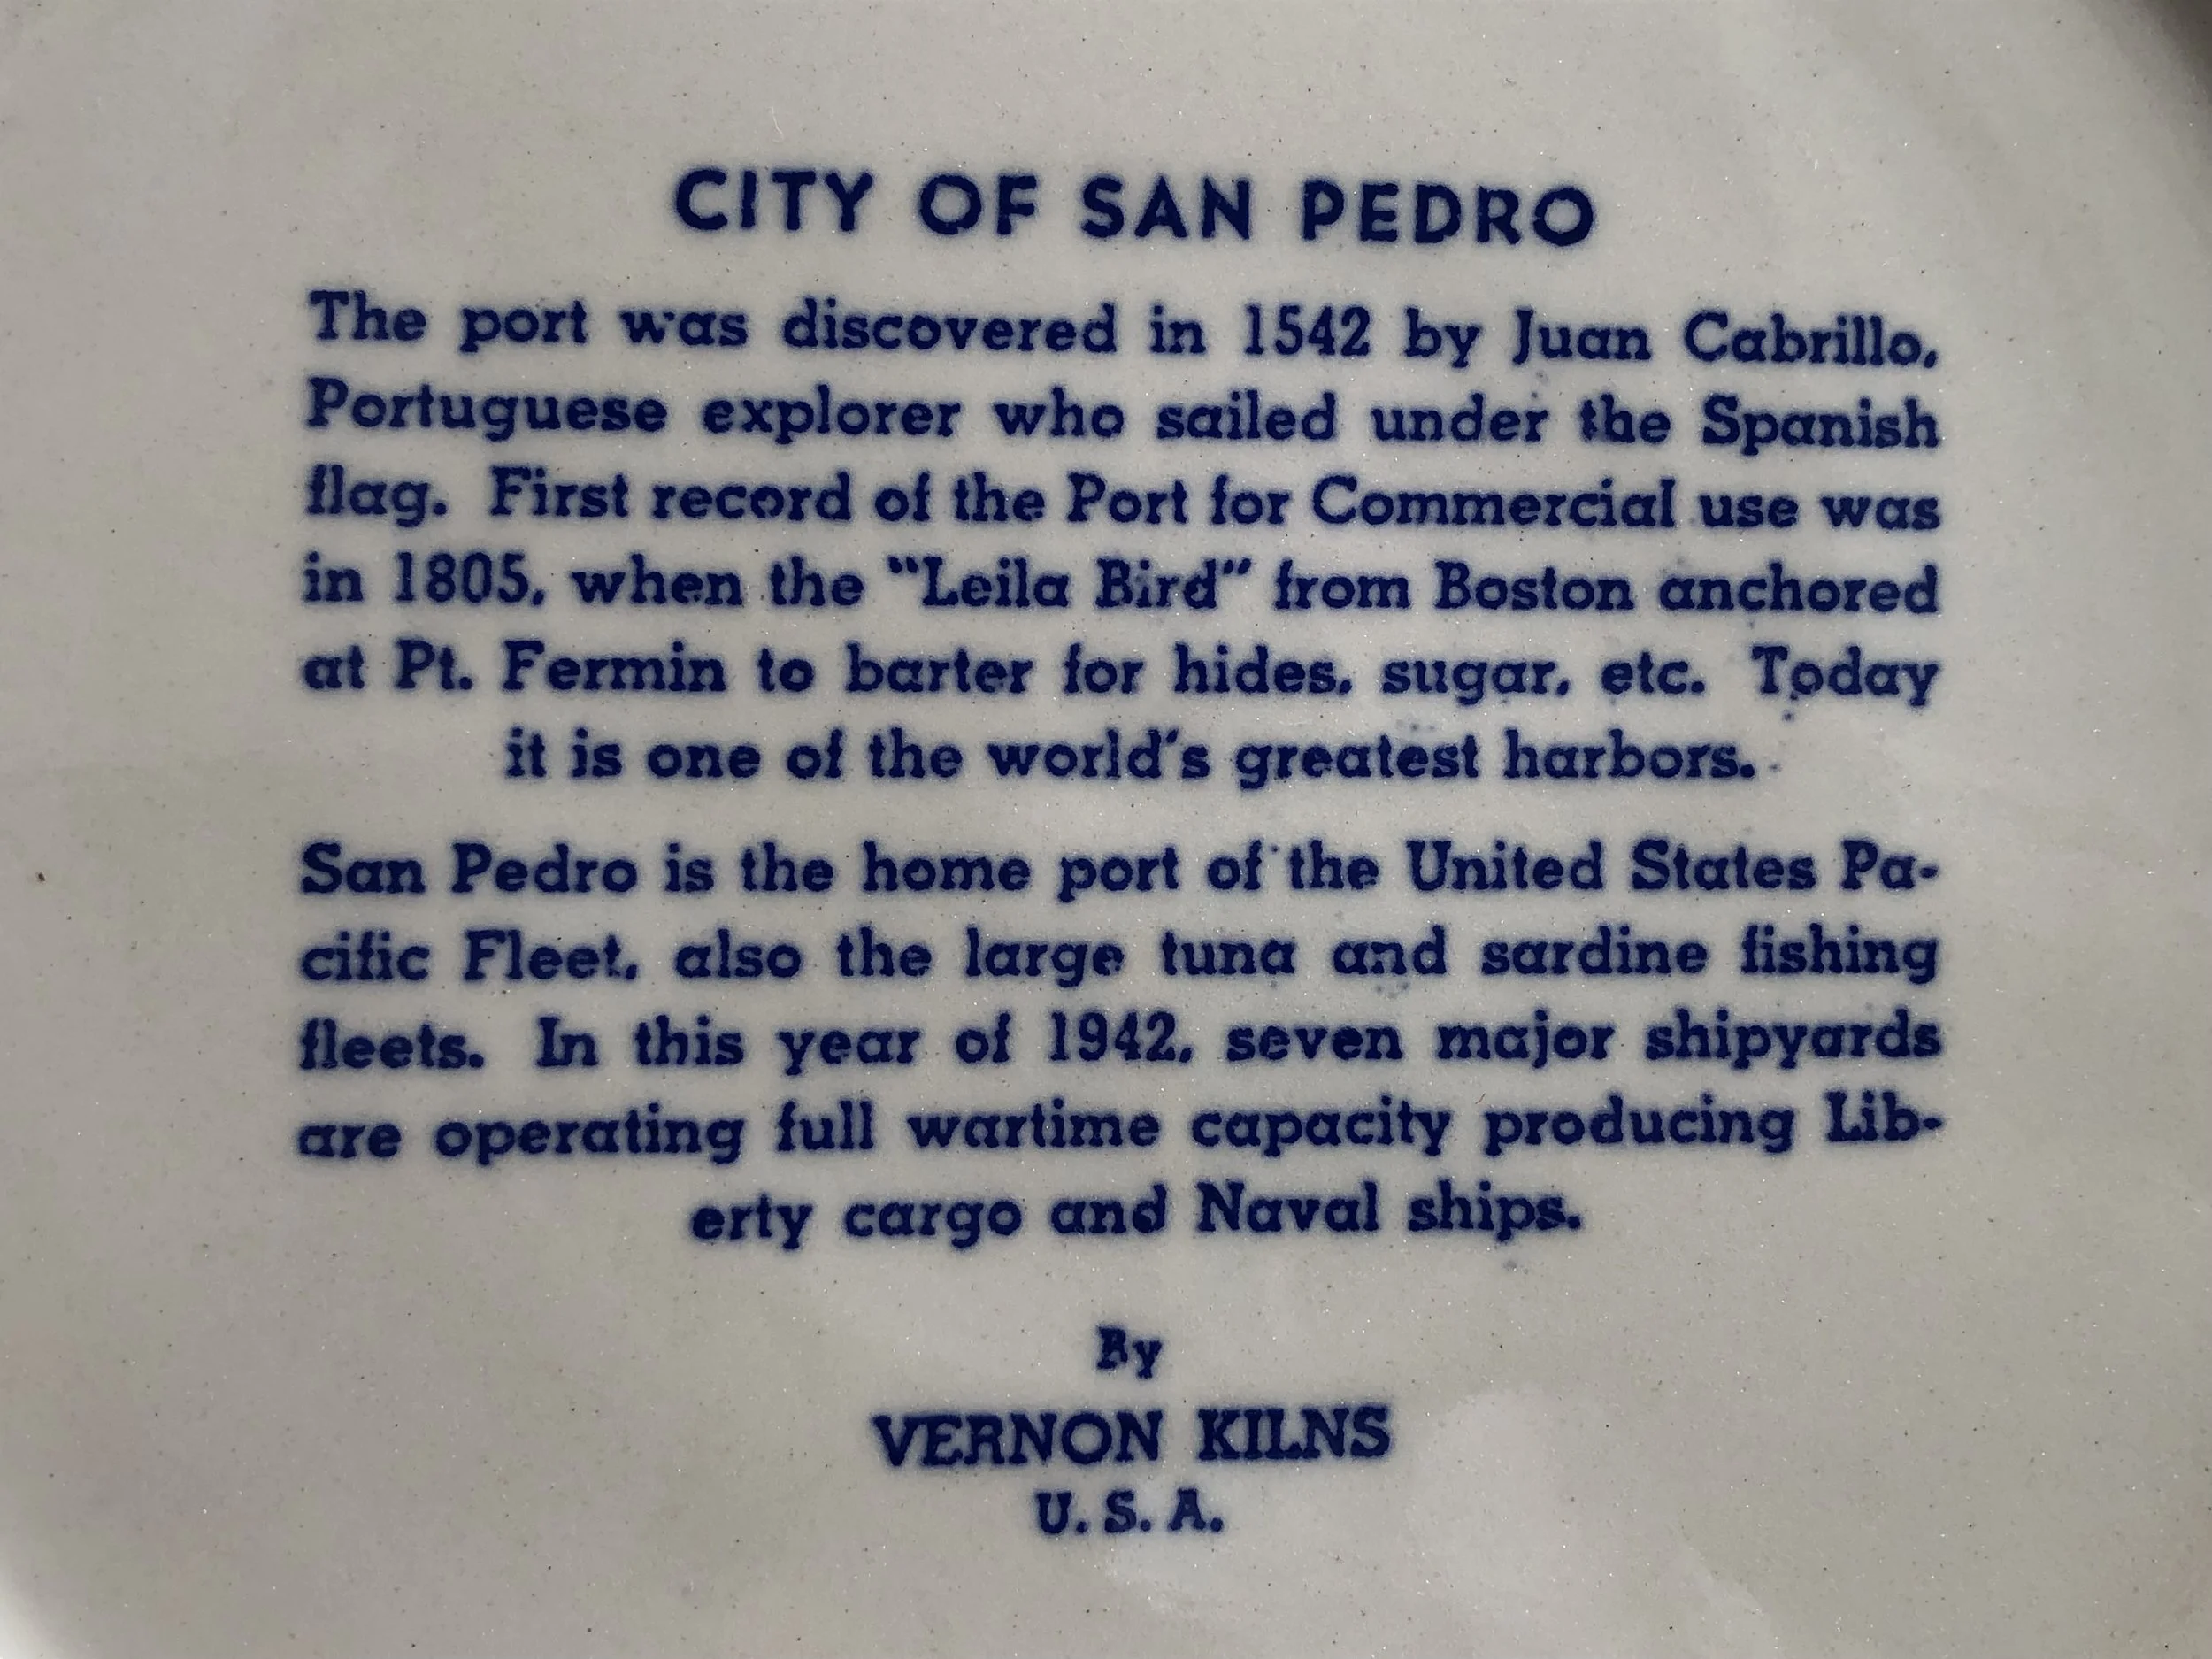 CITY OF SAN PEDRO
The port was discovered in 1542 by Juan Cabrillo,
Portuguese explorer who sailed under the Spanish
flag. First record of the Port for Commercial use was
in 1805, when the "Leila Bird" from Boston anchored
at Pt. Fermin to barter for hides, sugar, etc. Today
it is one of the world's greatest harbors.
San Pedro is the home port of the United States Pa-
cific Fleet, also the large tuna and sardine fishing
fleets. In this year of 1942, seven major shipyards
are operating full wartime capacity producing Lib-
erty cargo and Naval ships.
By
VERNON KILNS
U. S. A.